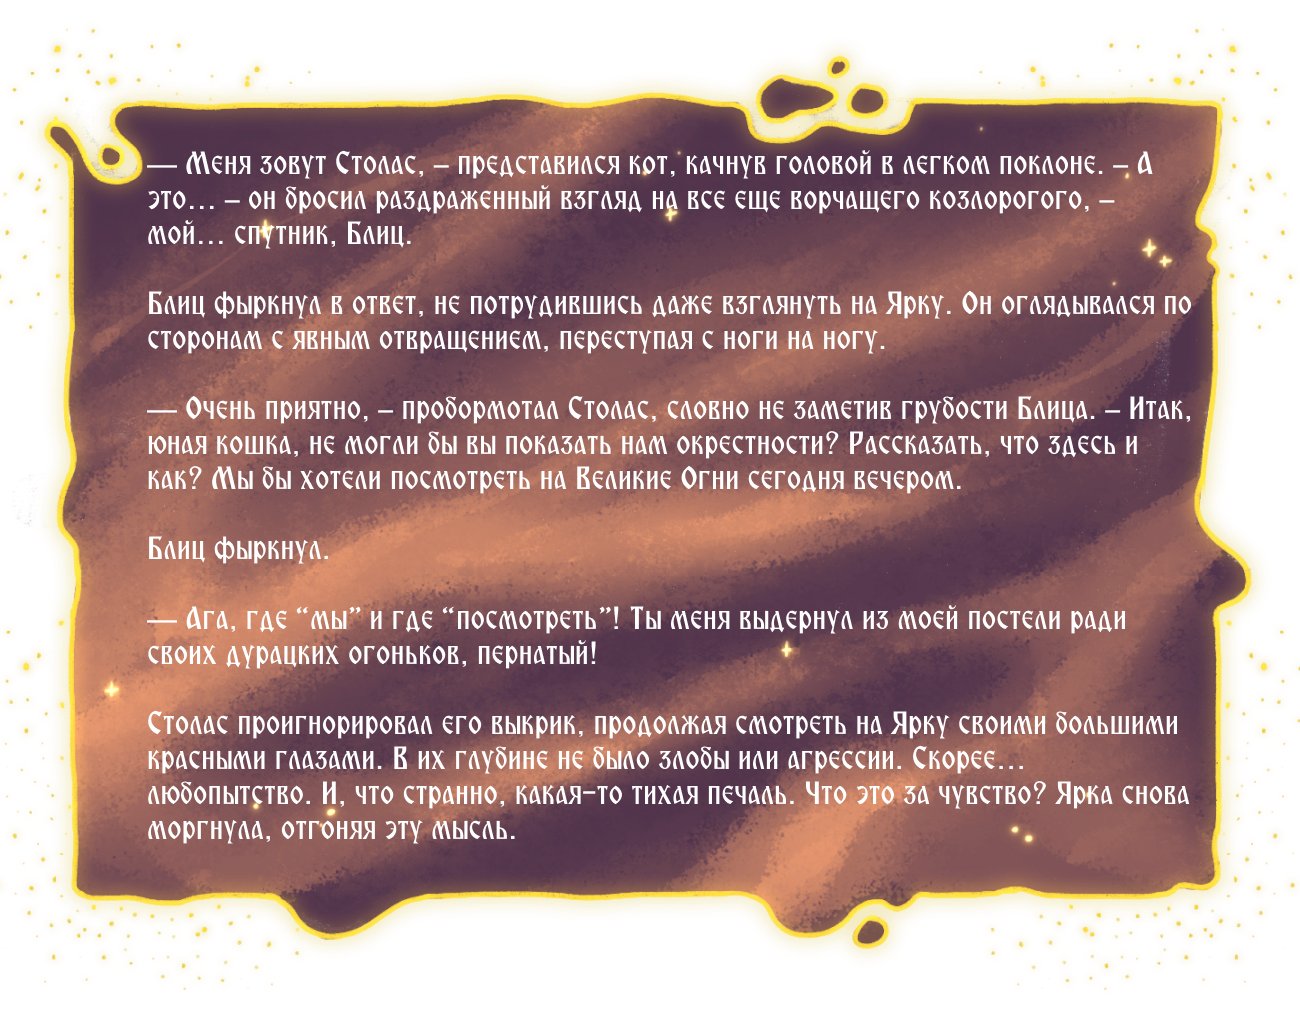 — Меня зовут Столас, – представился кот, качнув головой в легком поклоне. – А
это... – он бросил раздраженный взгляд на все еще ворчащего козлорогого, –
мой... спутник, Блиц.
Блиц фыркнул в ответ, не потрудившись даже взглянуть на Ярку. Он оглядывался по
сторонам с явным отвращением, переступая с ноги на ногу.
— Очень приятно, – пробормотал Столас, словно не заметив грубости Блица. – Итак,
юная кошка, не могли бы вы показать нам окрестности? Рассказать, что здесь и
как? Мы бы хотели посмотреть на Великие Огни сегодня вечером.
Блиц фыркнул.
— Ага, где “мы” и где “посмотреть”! Ты меня выдернул из моей постели ради
своих дурацких огоньков, пернатый!
Столас проигнорировал его выкрик, продолжая смотреть на Ярку своими большими
красными глазами. В их глубине не было злобы или агрессии. Скорее...
любопытство. И, что странно, какая-то тихая печаль. Что это за чувство? Ярка снова
моргнула, отгоняя эту мысль.